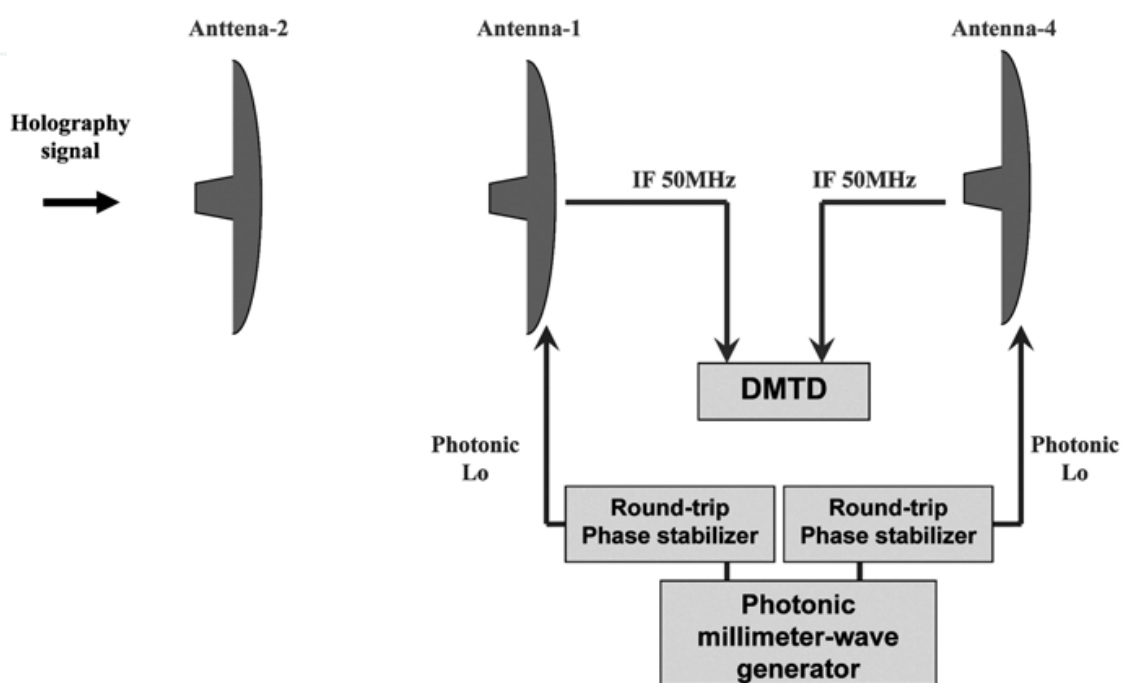 Anttena-2
Antenna-1
Antenna-4
Holography
signal
IF 50MHz
IF 50MHz
DMTD
Photonic
Lo
Photonic
Lo
Round-trip
Phase stabilizer
Round-trip
Phase stabilizer
Photonic
millimeter-wave
generator